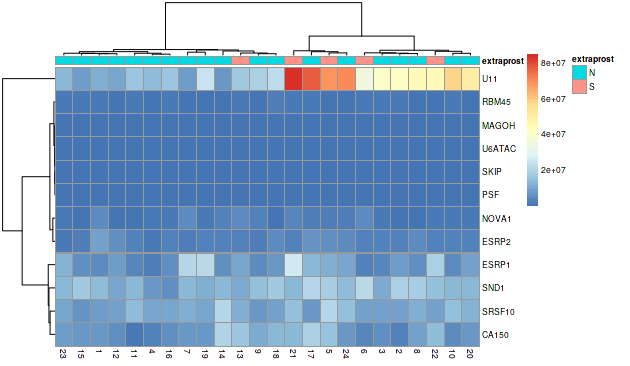 extraprost
extraprost
N
S
8e+07
6e+07
4e+07
2e+07
U11
RBM45
MAGOH
U6ATAC
SKIP
PSF
NOVA1
ESRP2
ESRP1
SND1
SRSF10
CA150
23 15 1 12 11 4 16 7 19 14 13 9 18 21 17 5 24 6 3 2 8 22 10 20